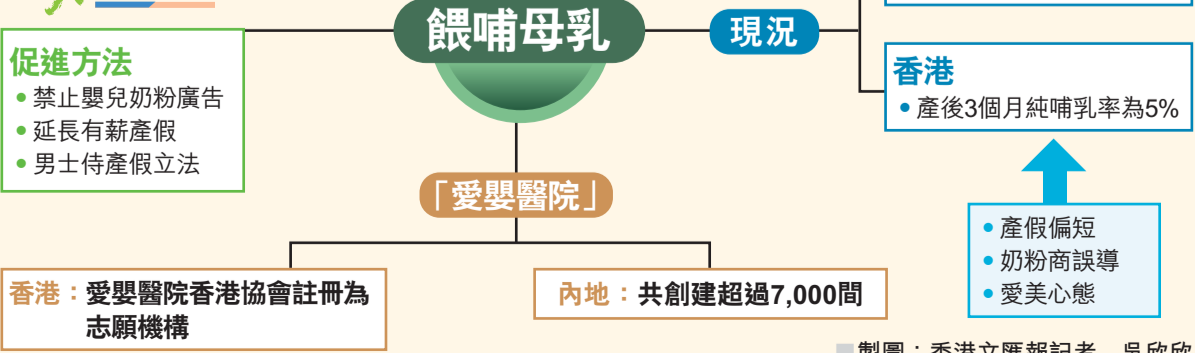 餵哺母乳
現況
促進方法
• 禁止嬰兒奶粉廣告
• 延長有薪產假
• 男士侍產假立法
香港
• 產後3個月純哺乳率為5%
• 產假偏短
• 奶粉商誤導
• 愛美心態
「愛嬰醫院」
香港：愛嬰醫院香港協會註冊為
志願機構
內地：共創建超過7,000間
■製圖：香港文匯報記者 吳欣欣